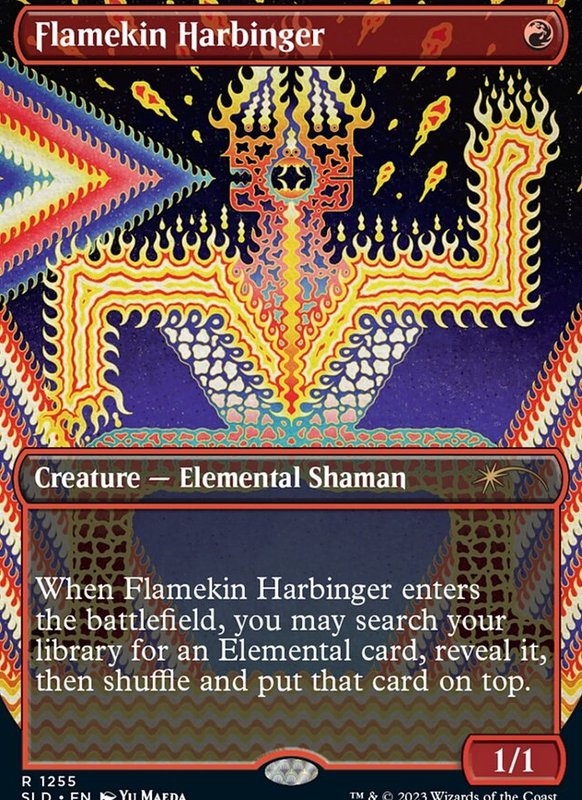 Flamekin Harbinger
Creature — Elemental Shaman
When Flamekin Harbinger enters
the battlefield, you may search your
library for an Elemental card, reveal it,
then shuffle and put that card on top.
1/1
R 1255
SLD • EN Yu Maeda
™ & © 2023 Wizards of the Coast